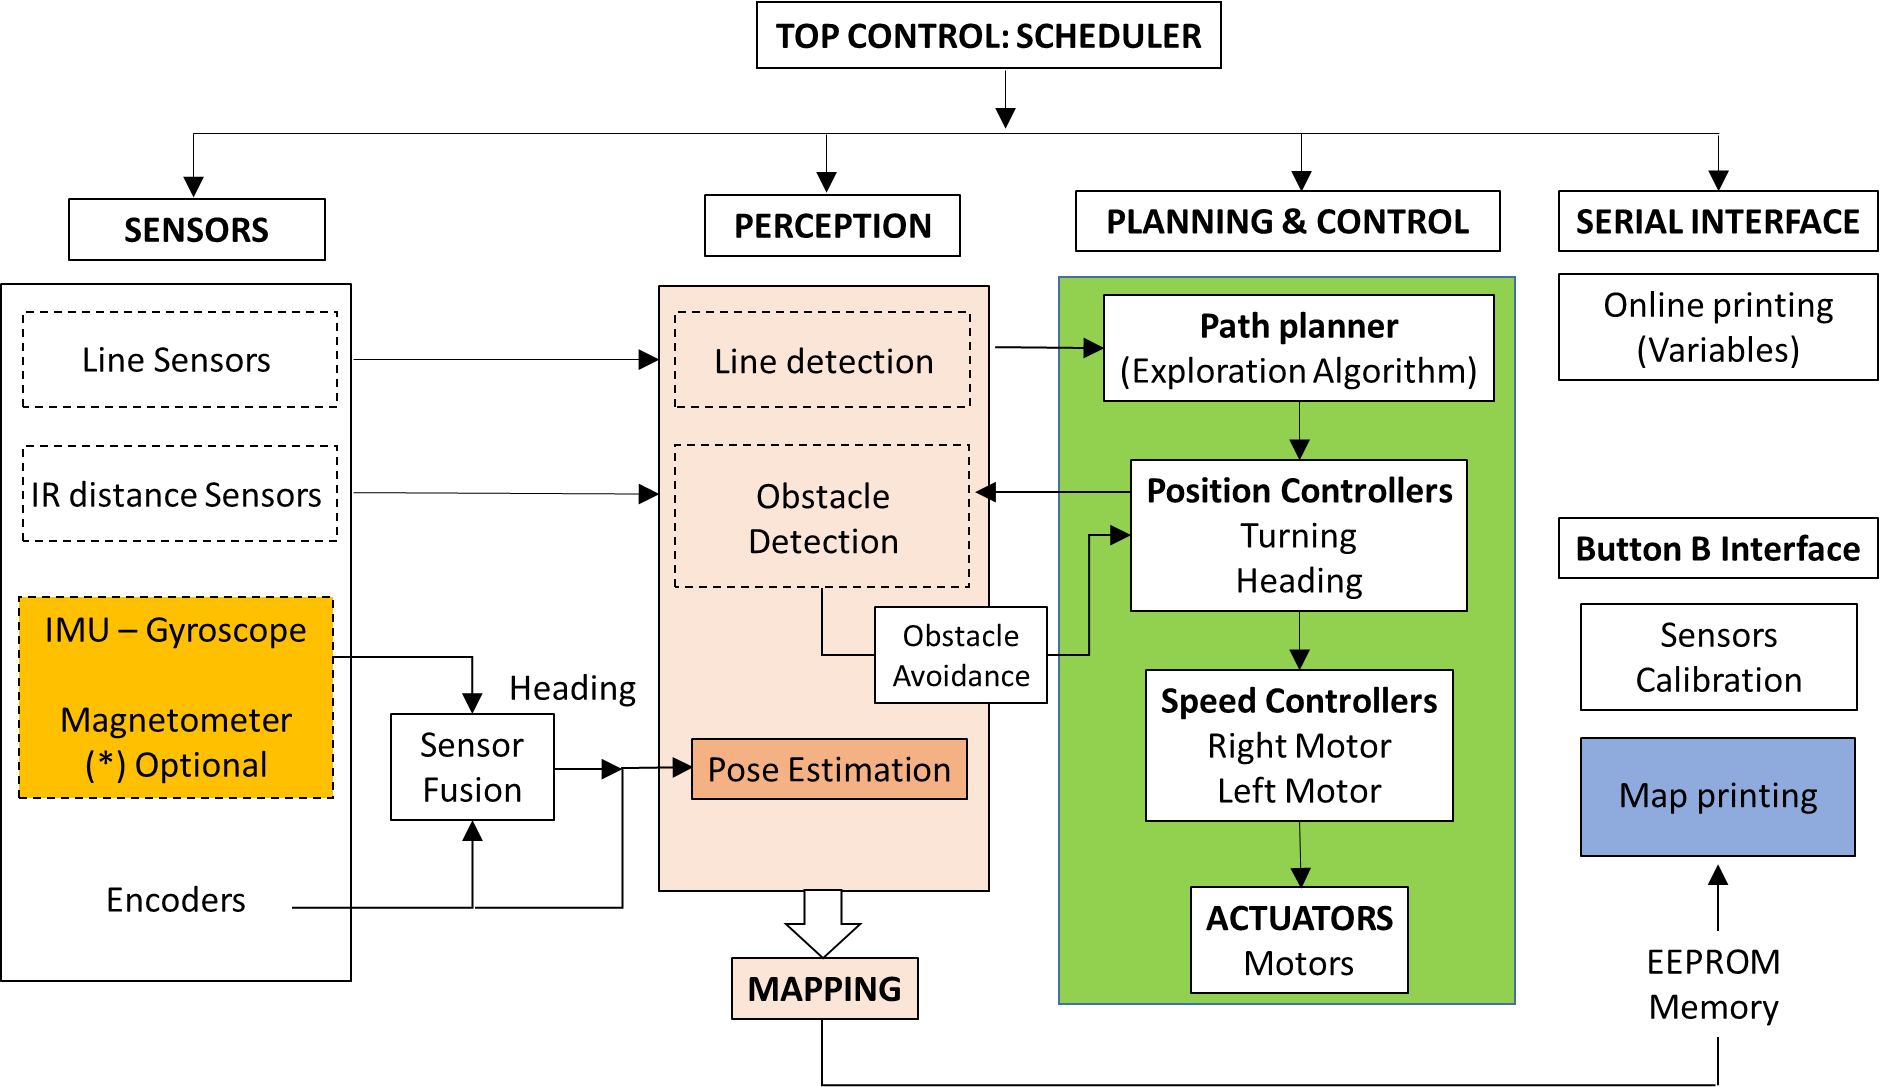 TOP CONTROL: SCHEDULER
SENSORS
PERCEPTION
PLANNING & CONTROL
SERIAL INTERFACE
Line Sensors
IR distance Sensors
IMU – Gyroscope
Magnetometer
(*) Optional
Encoders
Heading
Sensor
Fusion
Line detection
Obstacle
Detection
Obstacle
Avoidance
Pose Estimation
MAPPING
Path planner
(Exploration Algorithm)
Position Controllers
Turning
Heading
Speed Controllers
Right Motor
Left Motor
ACTUATORS
Motors
Online printing
(Variables)
Button B Interface
Sensors
Calibration
Map printing
EEPROM
Memory